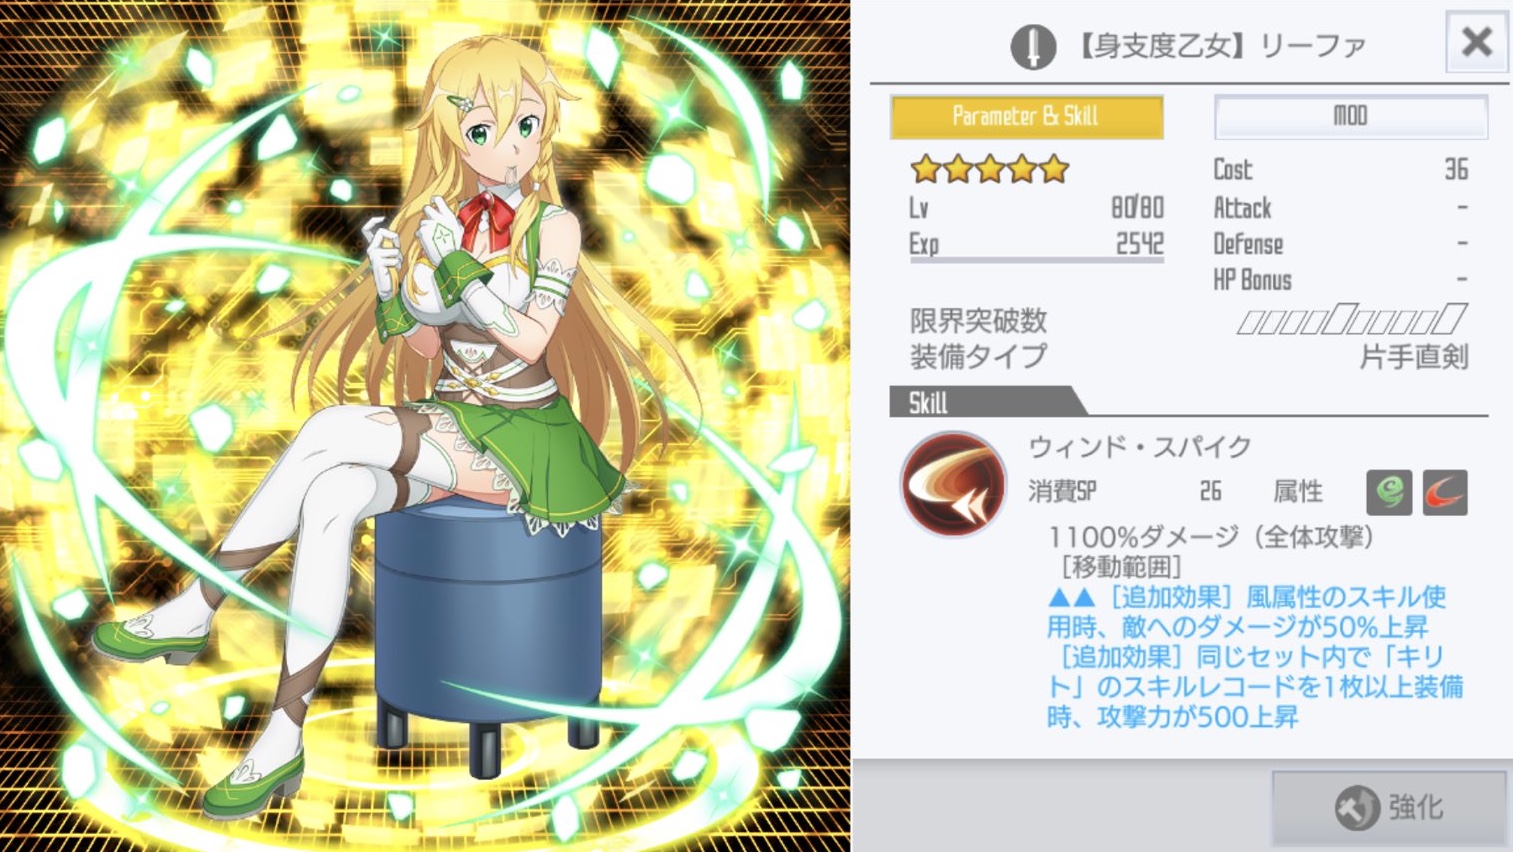 【身支度乙女】リーファ
Parameter & Skill
MOD
Lv 80/80
Exp 2542
Cost 36
Attack -
Defense -
HP Bonus -
限界突破数
装備タイプ 片手直剣
Skill
ウィンド・スパイク
消費SP 26 属性
1100%ダメージ（全体攻撃）
［移動範囲］
▲▲［追加効果］風属性のスキル使
用時、敵へのダメージが50%上昇
［追加効果］同じセット内で「キリ
ト」のスキルレコードを1枚以上装備
時、攻撃力が500上昇
強化